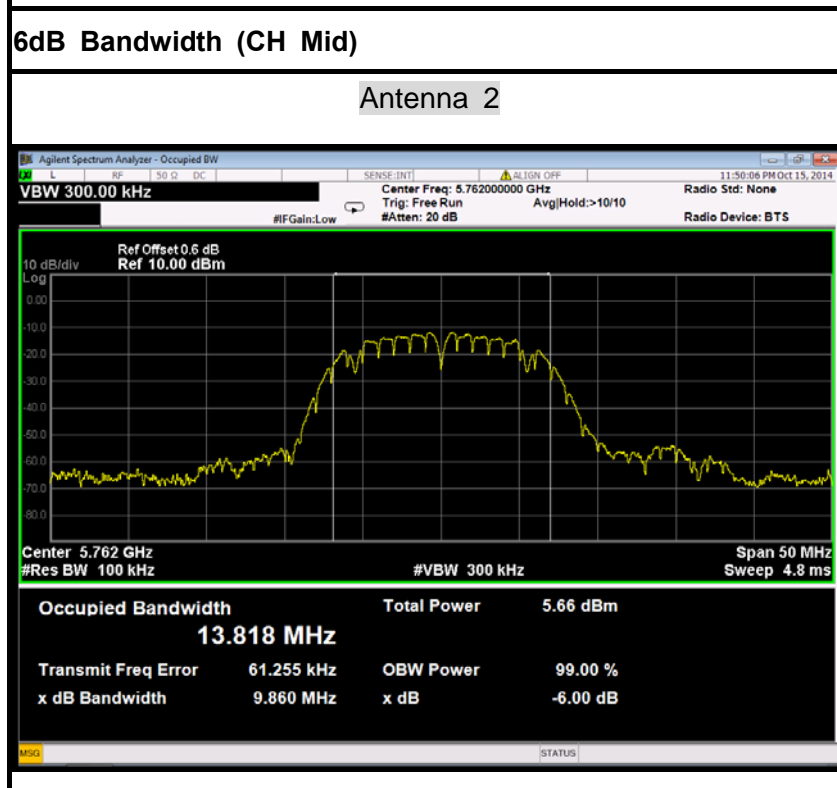 6dB Bandwidth (CH Mid)
Antenna 2
Agilent Spectrum Analyzer - Occupied BW
L RF 50 Ω DC SENSE:INT ALIGN OFF 11:50:06 PM Oct 15, 2014
VBW 300.00 kHz Center Freq: 5.762000000 GHz Radio Std: None
Trig: Free Run Avg|Hold:>10/10
#IFGain:Low #Atten: 20 dB Radio Device: BTS
Ref Offset 0.6 dB
10 dB/div Ref 10.00 dBm
Log
0.00
-10.0
-20.0
-30.0
-40.0
-50.0
-60.0
-70.0
-80.0
Center 5.762 GHz Span 50 MHz
#Res BW 100 kHz #VBW 300 kHz Sweep 4.8 ms
Occupied Bandwidth Total Power 5.66 dBm
13.818 MHz
Transmit Freq Error 61.255 kHz OBW Power 99.00 %
x dB Bandwidth 9.860 MHz x dB -6.00 dB
MSG STATUS